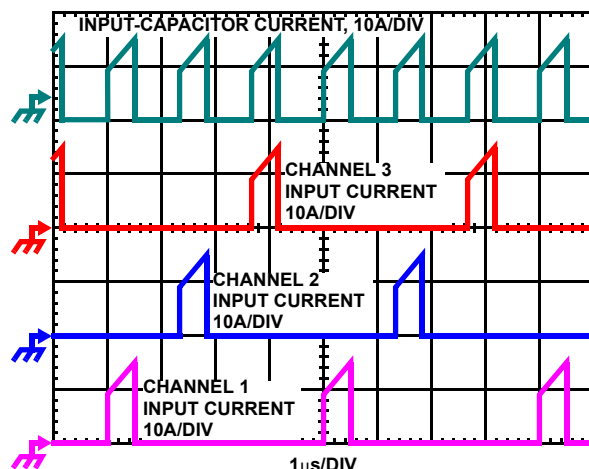 INPUT-CAPACITOR CURRENT, 10A/DIV
CHANNEL 3
INPUT CURRENT
10A/DIV
CHANNEL 2
INPUT CURRENT
10A/DIV
CHANNEL 1
INPUT CURRENT
10A/DIV
1μs/DIV